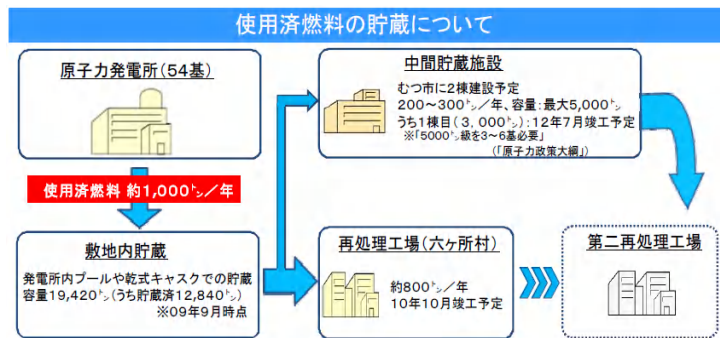 使用済燃料の貯蔵について
原子力発電所(54基)
使用済燃料 約1,000㌧/年
敷地内貯蔵
発電所内プールや乾式キャスクでの貯蔵
容量19,420㌧(うち貯蔵済12,840㌧)
※09年9月時点
中間貯蔵施設
むつ市に2棟建設予定
200~300㌧/年、容量:最大5,000㌧
うち1棟目(3,000㌧):12年7月竣工予定
※「5000㌧級を3~6基必要」
(「原子力政策大綱」)
再処理工場(六ヶ所村)
約800㌧/年
10年10月竣工予定
第二再処理工場